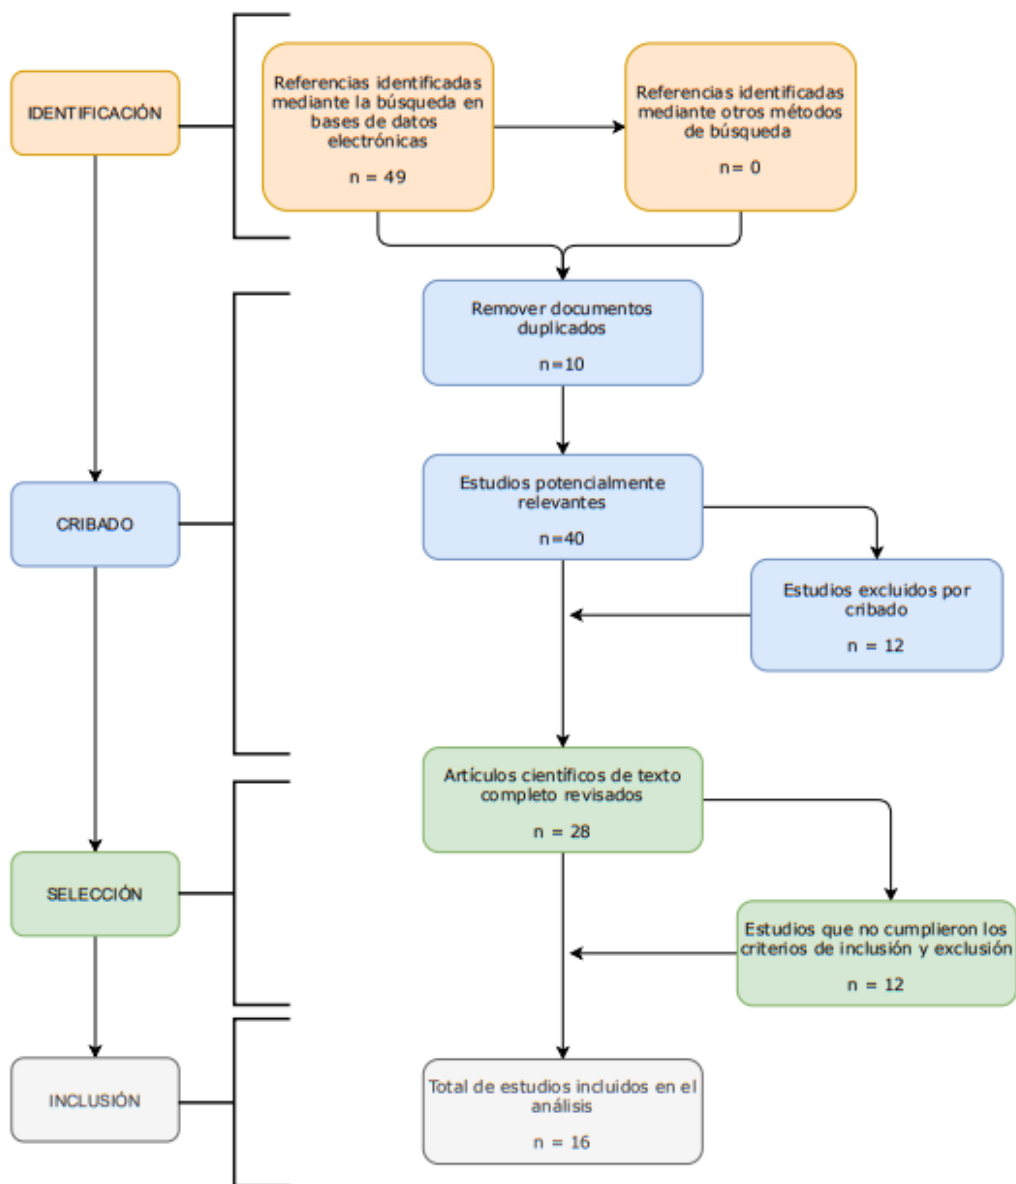 IDENTIFICACIÓN
Referencias identificadas
mediante la búsqueda en
bases de datos
electrónicas
n = 49
Referencias identificadas
mediante otros métodos
de búsqueda
n= 0
Remover documentos
duplicados
n=10
CRIBADO
Estudios potencialmente
relevantes
n=40
Estudios excluidos por
cribado
n = 12
SELECCIÓN
Artículos científicos de texto
completo revisados
n = 28
Estudios que no cumplieron los
criterios de inclusión y exclusión
n = 12
INCLUSIÓN
Total de estudios incluidos en el
análisis
n = 16